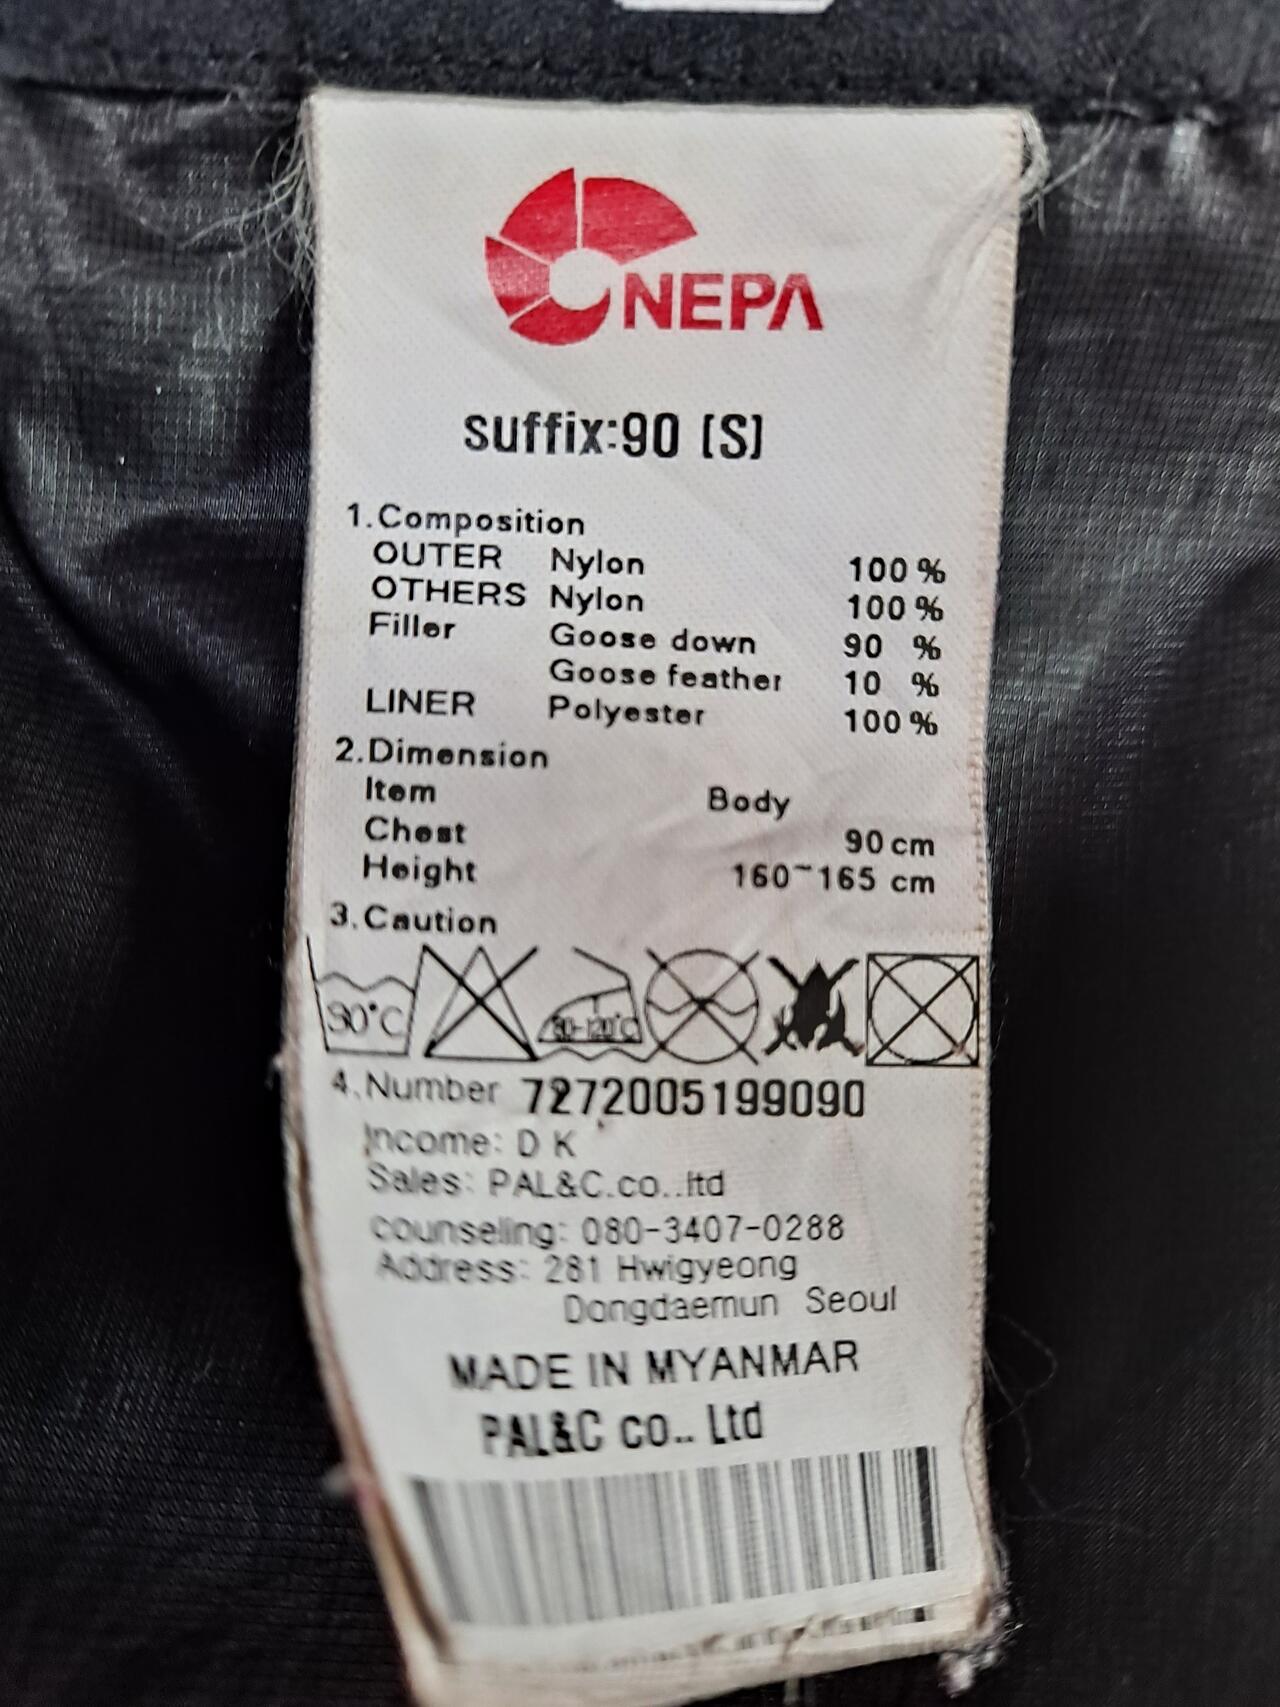 NEPA
suffix:90 [S]
1.Composition
OUTER Nylon 100 %
OTHERS Nylon 100 %
Filler Goose down 90 %
Goose feather 10 %
LINER Polyester 100 %
2.Dimension
Item Body
Chest 90 cm
Height 160~165 cm
3.Caution
80-120°C
4.Number 7272005199090
Income: D K
Sales: PAL&C.co..ltd
counseling: 080-3407-0288
Address: 281 Hwigyeong
Dongdaemun Seoul
MADE IN MYANMAR
PAL&C co.. Ltd